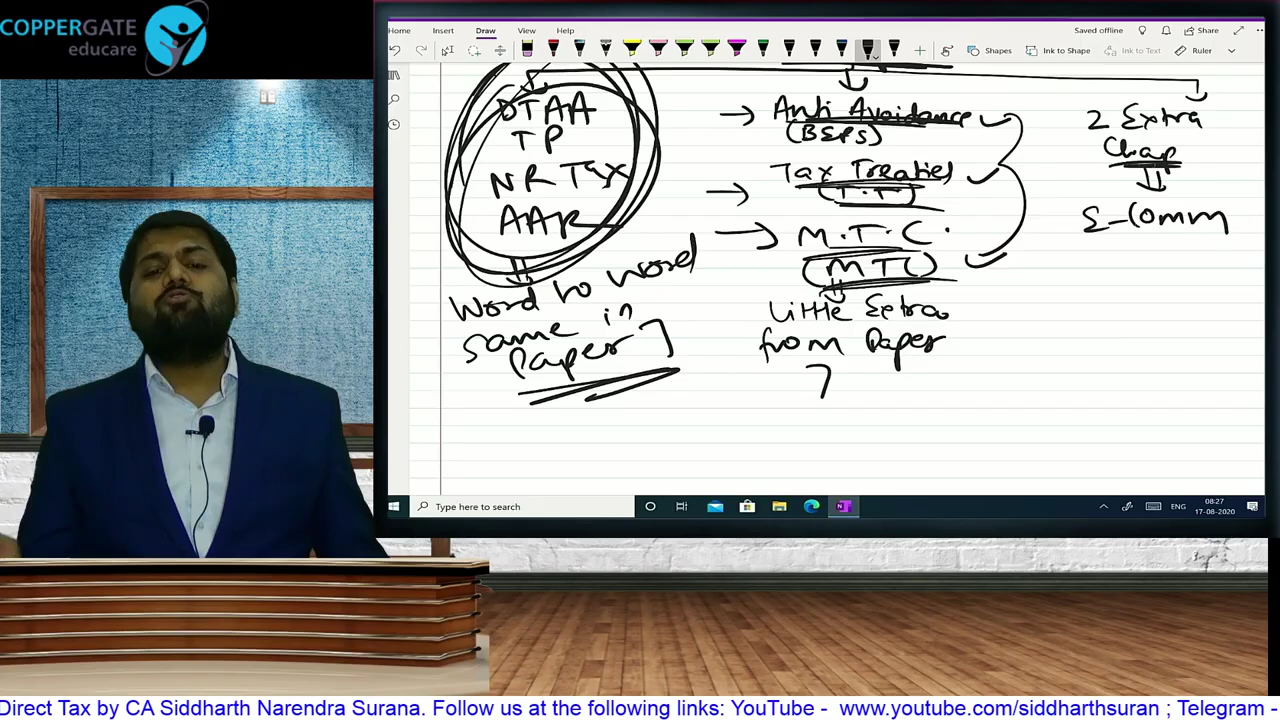 COPPERGATE
educare
Home Insert Draw View Help
Saved offline Share
Shapes Ink to Shape Ink to Text Ruler
DTAA
TP
NR Tax
AAR
Word to word
same in
Paper
Anti Avoidance
(BEPS)
Tax Treaties
(T.T)
M.T.C.
(MTC)
Little Extra
from Paper
7
2 Extra
Chap
E-Comm
Type here to search
ENG
08:27
17-08-2020
Direct Tax by CA Siddharth Narendra Surana. Follow us at the following links: YouTube - www.youtube.com/siddharthsuran ; Telegram -